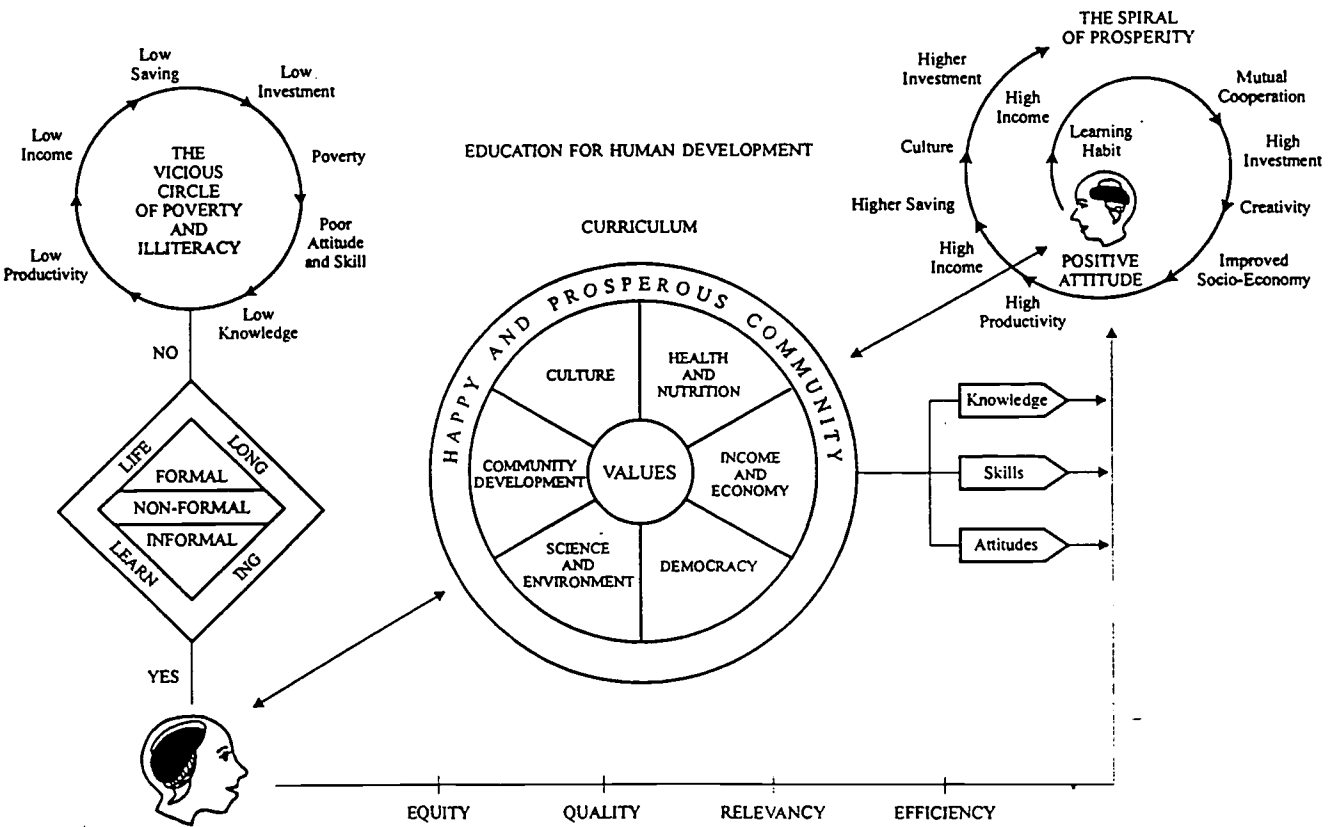 THE SPIRAL
OF PROSPERITY
Low
Saving
Low
Investment
Low
Income
Poverty
THE
VICIOUS
CIRCLE
OF POVERTY
AND
ILLITERACY
Poor
Attitude
and Skill
Low
Productivity
Low
Knowledge
NO
LIFE
LONG
FORMAL
NON-FORMAL
INFORMAL
LEARN
ING
YES
EDUCATION FOR HUMAN DEVELOPMENT
CURRICULUM
HAPPY AND PROSPEROUS COMMUNITY
CULTURE
HEALTH
AND
NUTRITION
COMMUNITY
DEVELOPMENT
VALUES
INCOME
AND
ECONOMY
SCIENCE
AND
ENVIRONMENT
DEMOCRACY
Higher
Investment
High
Income
Mutual
Cooperation
Culture
Learning
Habit
High
Investment
Higher Saving
Creativity
High
Income
POSITIVE
ATTITUDE
Improved
Socio-Economy
High
Productivity
Knowledge
Skills
Attitudes
EQUITY
QUALITY
RELEVANCY
EFFICIENCY